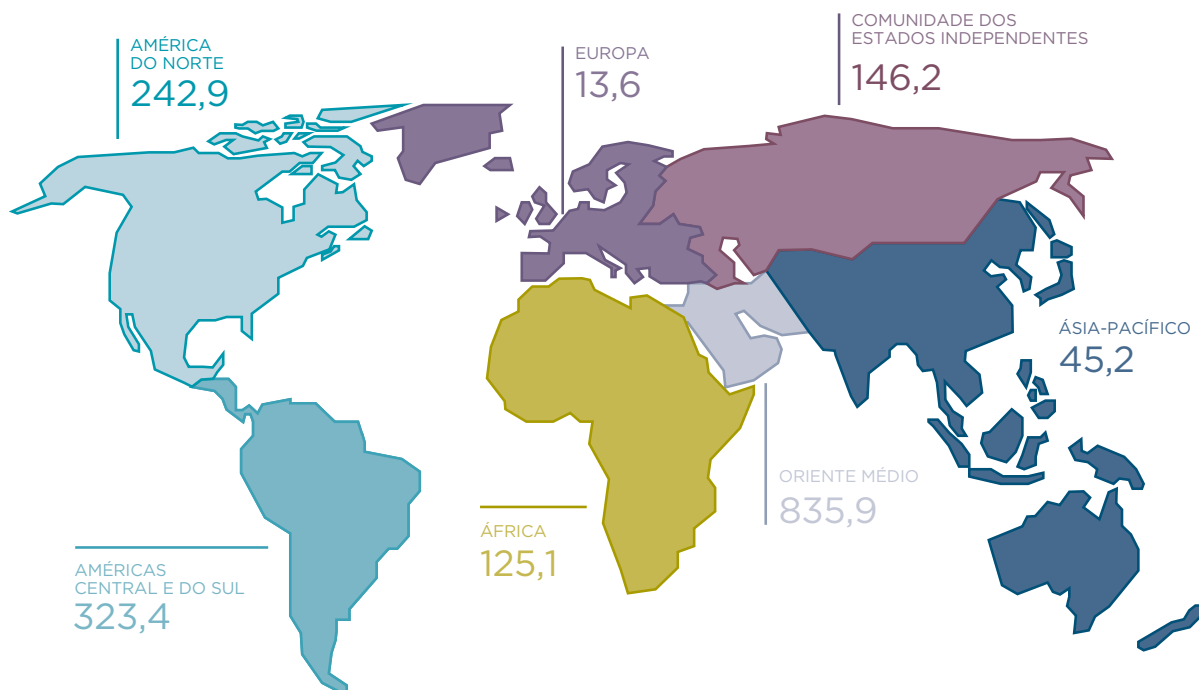 AMÉRICA
DO NORTE
242,9
EUROPA
13,6
COMUNIDADE DOS
ESTADOS INDEPENDENTES
146,2
ÁSIA-PACÍFICO
45,2
ORIENTE MÉDIO
835,9
ÁFRICA
125,1
AMÉRICAS
CENTRAL E DO SUL
323,4